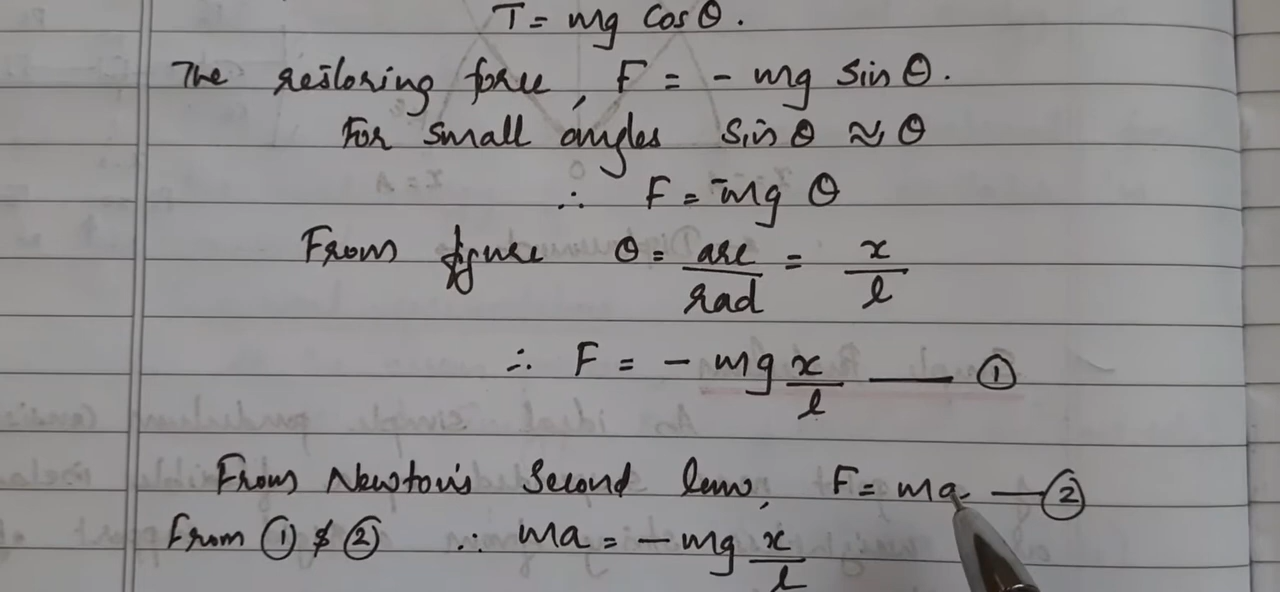 T = mg cos θ.
The restoring force, F = - mg sin θ.
For small angles sin θ ≈ θ
∴ F = -mg θ
From figure θ = arc/rad = x/l
∴ F = - mg x/l —— ①
From Newton's Second law, F = ma — ②
From ① & ② ∴ ma = - mg x/l